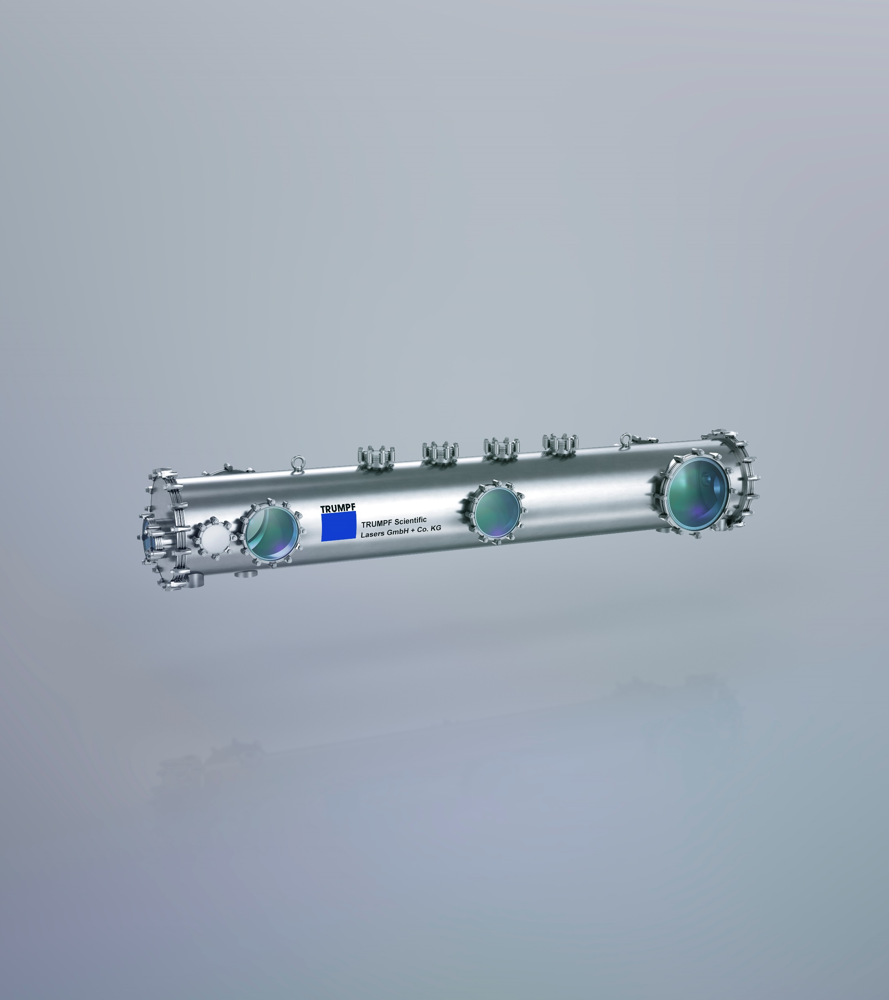 TRUMPF
TRUMPF Scientific
Lasers GmbH + Co. KG